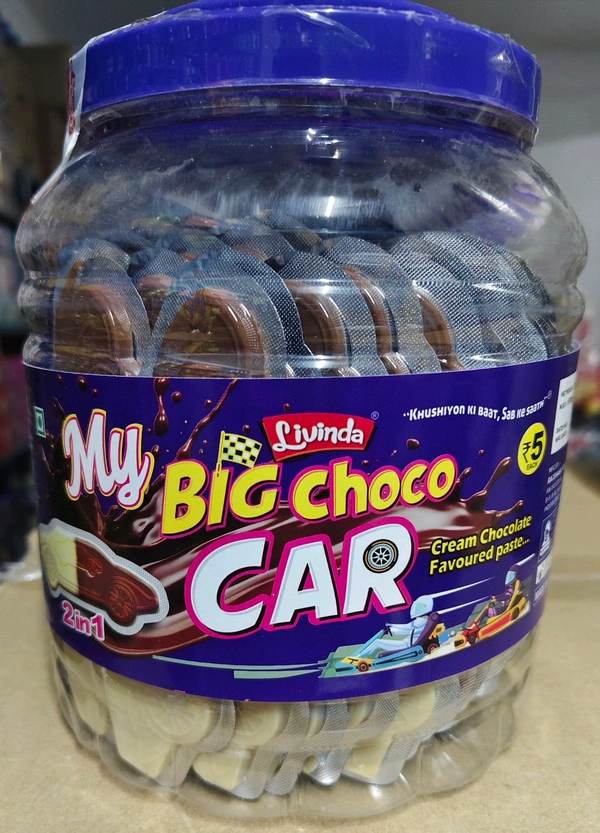 Livinda®
"KHUSHIYON KI BAAT, SAB KE SAATH"
My
BIG CHOCO
CAR
₹5
EACH
Cream Chocolate
Favoured paste...
2in1